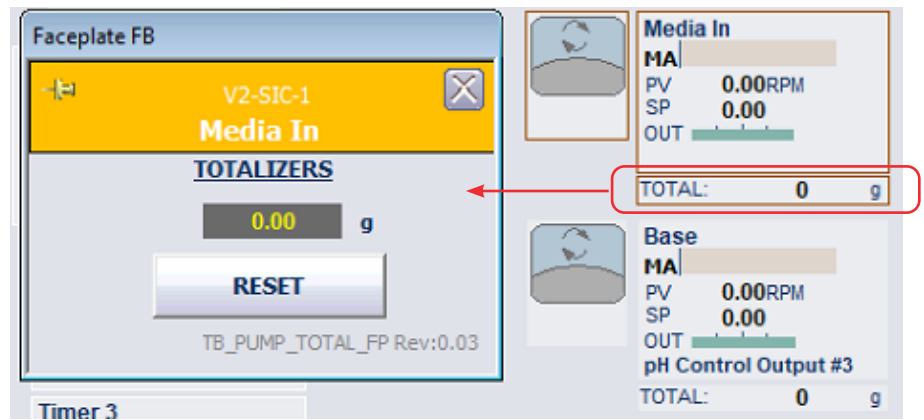 Faceplate FB
V2-SIC-1
Media In
TOTALIZERS
0.00 g
RESET
TB_PUMP_TOTAL_FP Rev:0.03
Timer 3
Media In
MA
PV 0.00RPM
SP 0.00
OUT
TOTAL: 0 g
Base
MA
PV 0.00RPM
SP 0.00
OUT
pH Control Output #3
TOTAL: 0 g